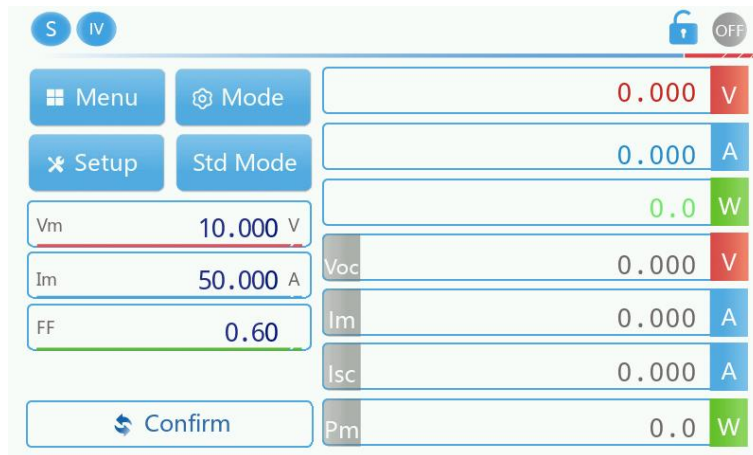 S IV OFF
Menu Mode
Setup Std Mode
Vm 10.000 V
Im 50.000 A
FF 0.60
Confirm
0.000 V
0.000 A
0.0 W
Voc 0.000 V
Im 0.000 A
Isc 0.000 A
Pm 0.0 W